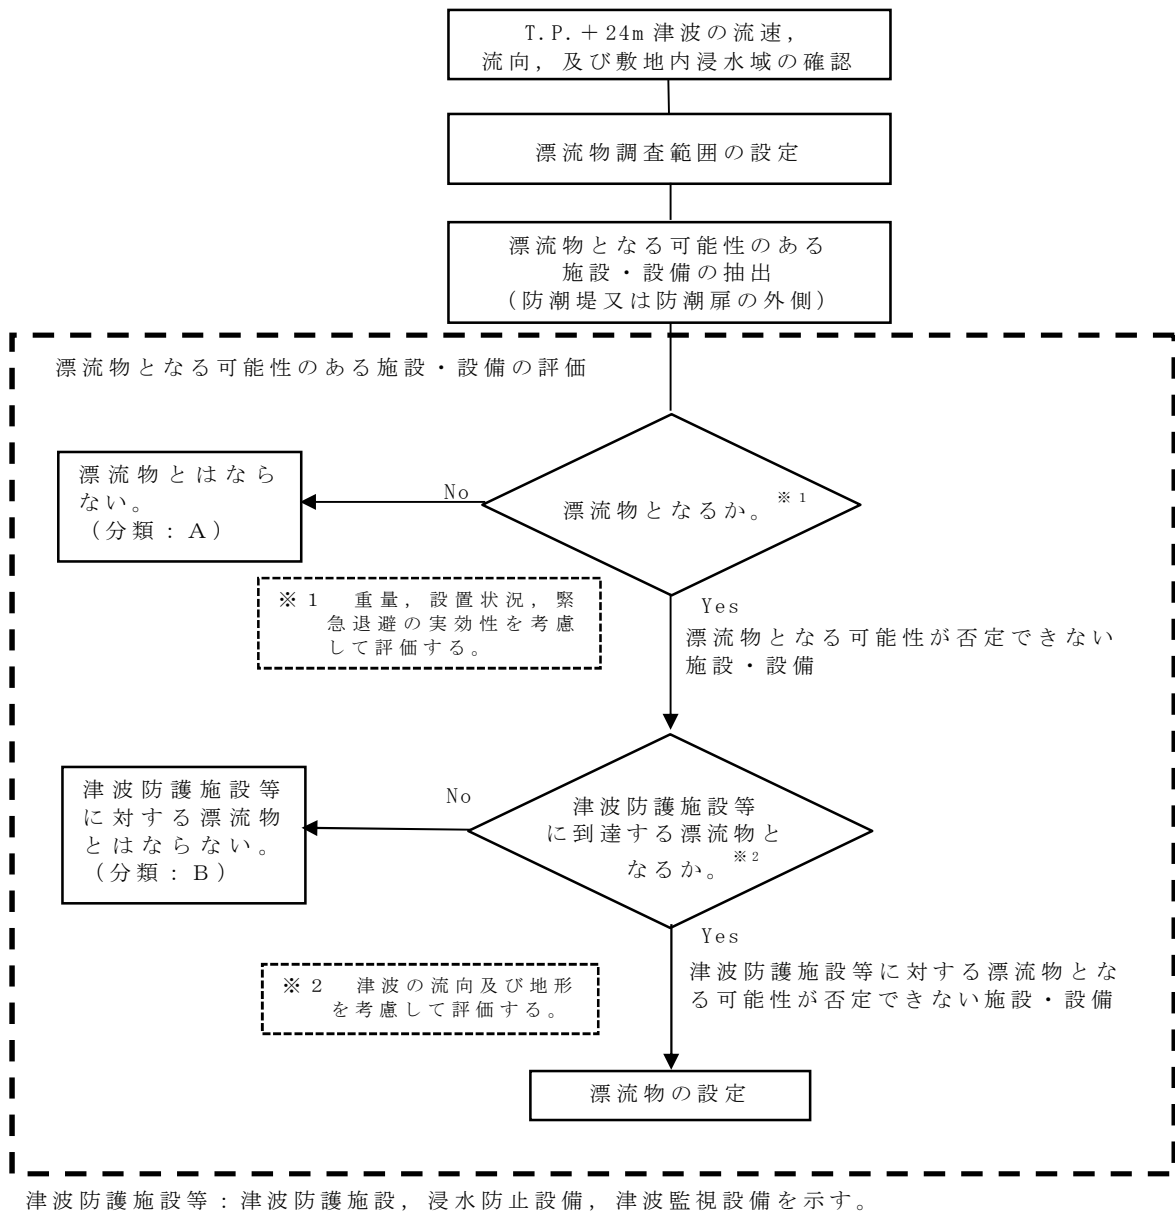 T.P.＋24m 津波の流速，
流向，及び敷地内浸水域の確認
漂流物調査範囲の設定
漂流物となる可能性のある
施設・設備の抽出
（防潮堤又は防潮扉の外側）
漂流物となる可能性のある施設・設備の評価
漂流物とはなら
ない。
（分類：Ａ）
No
漂流物となるか。※1
※１　重量，設置状況，緊
急退避の実効性を考慮
して評価する。
Yes
漂流物となる可能性が否定できない
施設・設備
津波防護施設等
に対する漂流物
とはならない。
（分類：Ｂ）
No
津波防護施設等
に到達する漂流物と
なるか。※2
Yes
津波防護施設等に対する漂流物とな
る可能性が否定できない施設・設備
※２　津波の流向及び地形
を考慮して評価する。
漂流物の設定
津波防護施設等：津波防護施設，浸水防止設備，津波監視設備を示す。